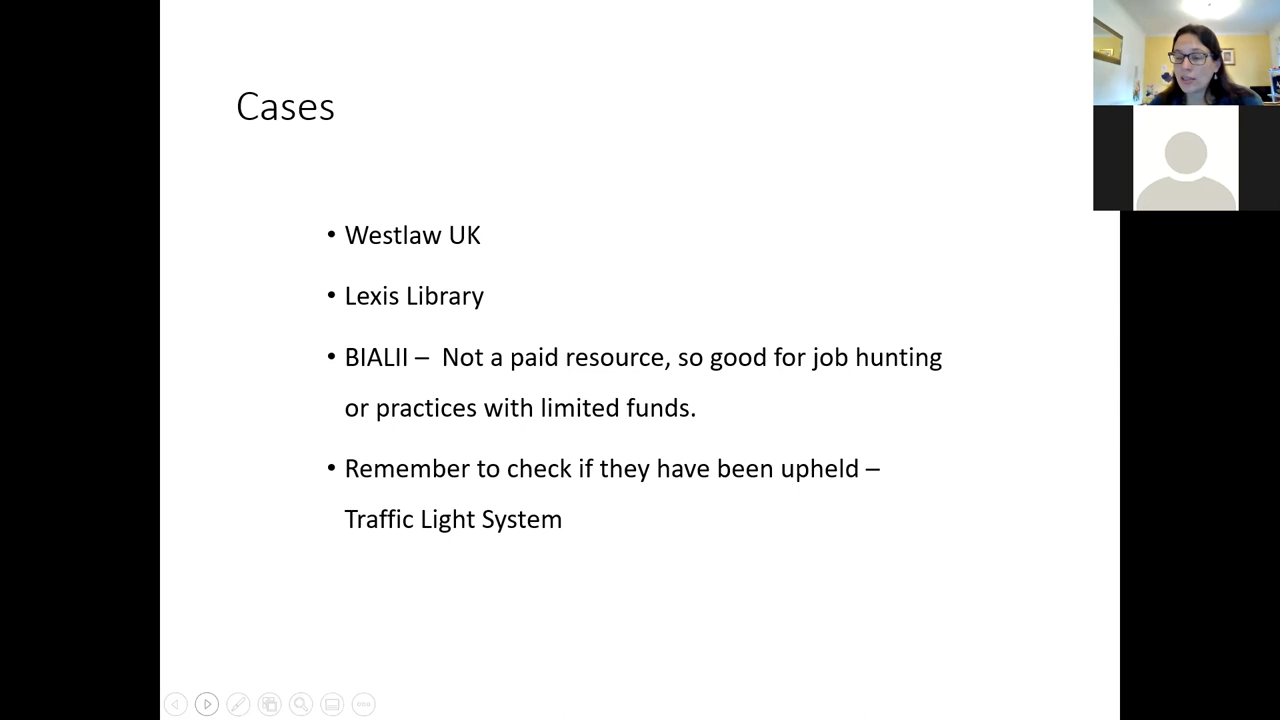 Cases
• Westlaw UK
• Lexis Library
• BIALII – Not a paid resource, so good for job hunting
or practices with limited funds.
• Remember to check if they have been upheld –
Traffic Light System